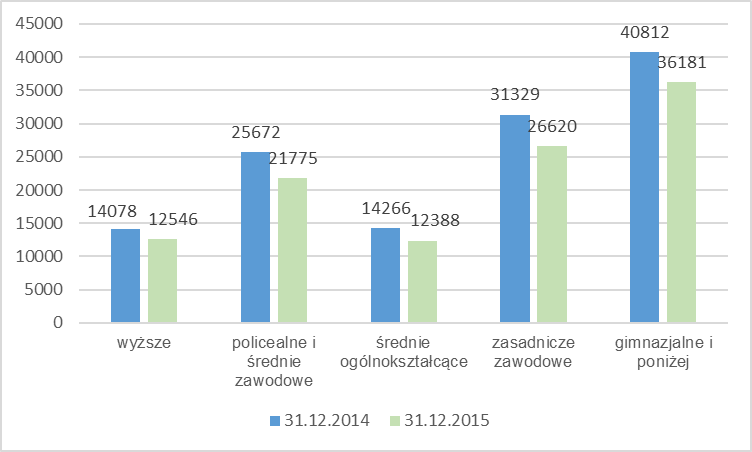 45000
40000
35000
30000
25000
20000
15000
10000
5000
0
14078
12546
25672
21775
14266
12388
31329
26620
40812
36181
wyższe
policealne i
średnie
zawodowe
średnie
ogólnokształcące
zasadnicze
zawodowe
gimnazjalne i
poniżej
31.12.2014
31.12.2015